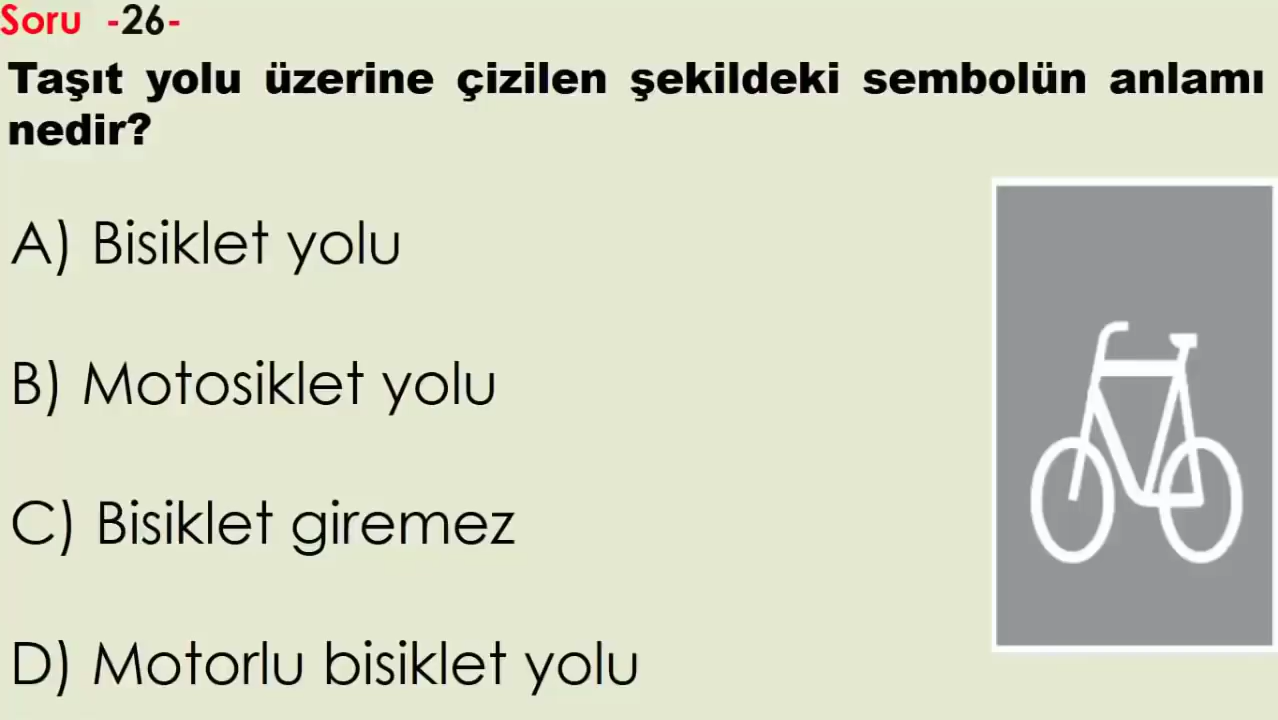 Soru -26-
Taşıt yolu üzerine çizilen şekildeki sembolün anlamı
nedir?
A) Bisiklet yolu
B) Motosiklet yolu
C) Bisiklet giremez
D) Motorlu bisiklet yolu